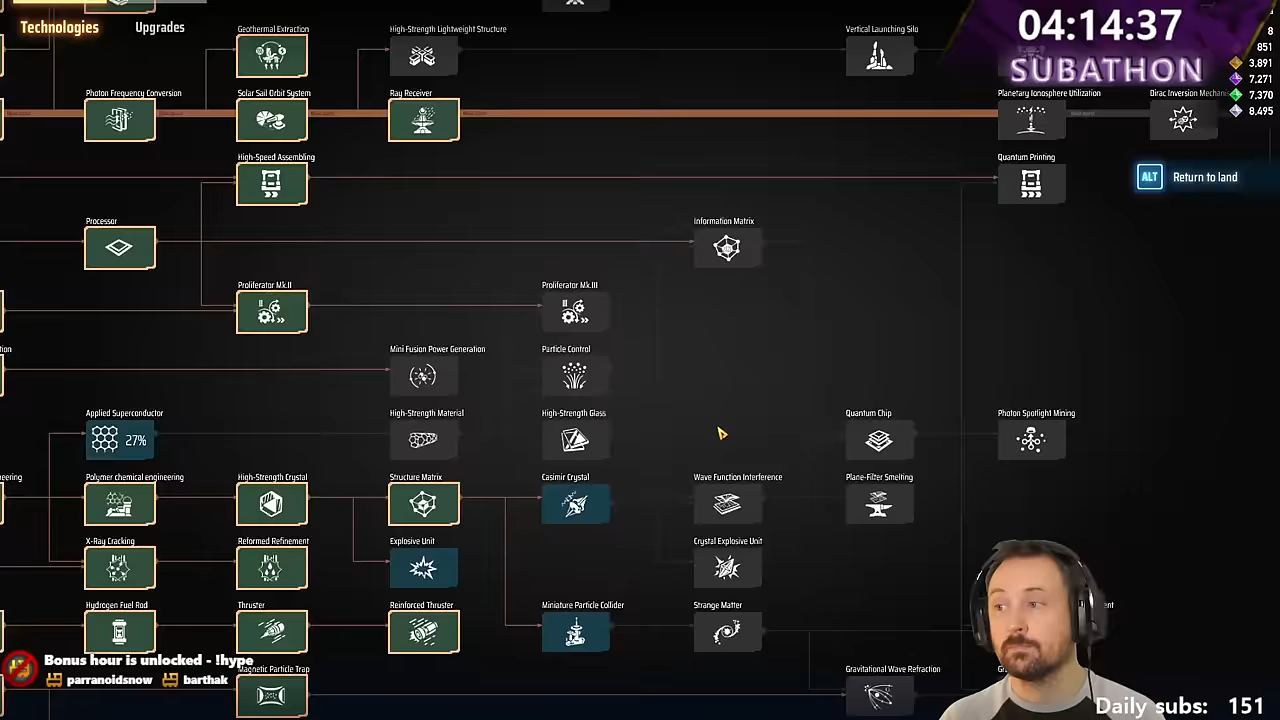 Technologies
Upgrades
04:14:37
SUBATHON
8
851
3,891
7,271
7,370
8,495
ALT Return to land
Geothermal Extraction
High-Strength Lightweight Structure
Vertical Launching Silo
Photon Frequency Conversion
Solar Sail Orbit System
Ray Receiver
Planetary Ionosphere Utilization
Dirac Inversion Mechanis
High-Speed Assembling
Quantum Printing
Processor
Information Matrix
Proliferator Mk.II
Proliferator Mk.III
tion
Mini Fusion Power Generation
Particle Control
Applied Superconductor
27%
High-Strength Material
High-Strength Glass
Quantum Chip
Photon Spotlight Mining
neering
Polymer chemical engineering
High-Strength Crystal
Structure Matrix
Casimir Crystal
Wave Function Interference
Plane-Filter Smelting
X-Ray Cracking
Reformed Refinement
Explosive Unit
Crystal Explosive Unit
Hydrogen Fuel Rod
Thruster
Reinforced Thruster
Miniature Particle Collider
Strange Matter
Bonus hour is unlocked - !hype
parranoidsnow barthak
Magnetic Particle Trap
Gravitational Wave Refraction
Daily subs: 151